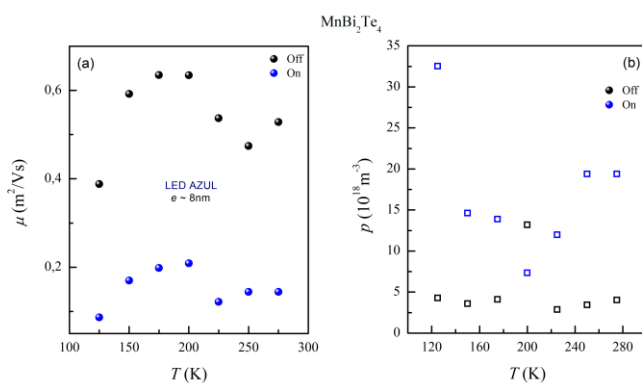 MnBi₂Te₄
(a)
Off
On
0,6
0,4
0,2
μ (m²/Vs)
LED AZUL
e ~ 8nm
100 150 200 250 300
T (K)
(b)
Off
On
35
30
25
20
15
10
5
0
p (10¹⁸m⁻³)
120 160 200 240 280
T (K)